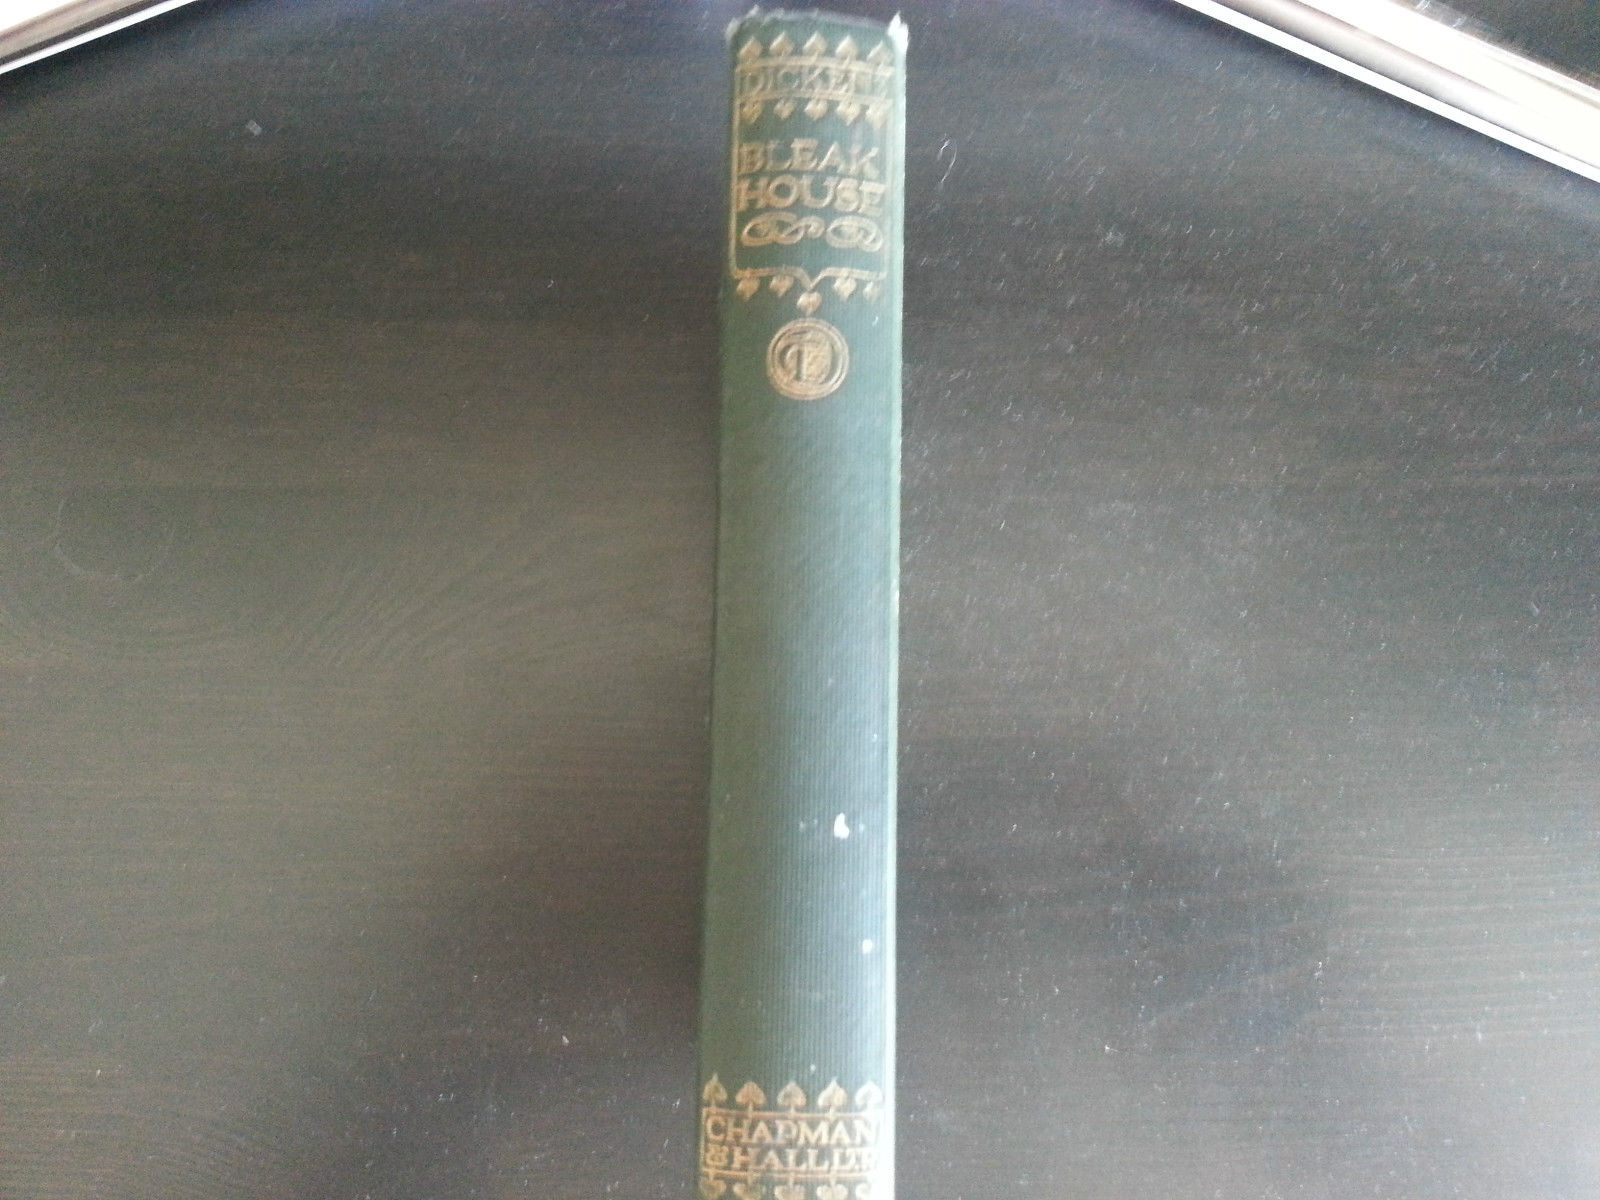 DICKENS
BLEAK
HOUSE
CHAPMAN
& HALL LTD